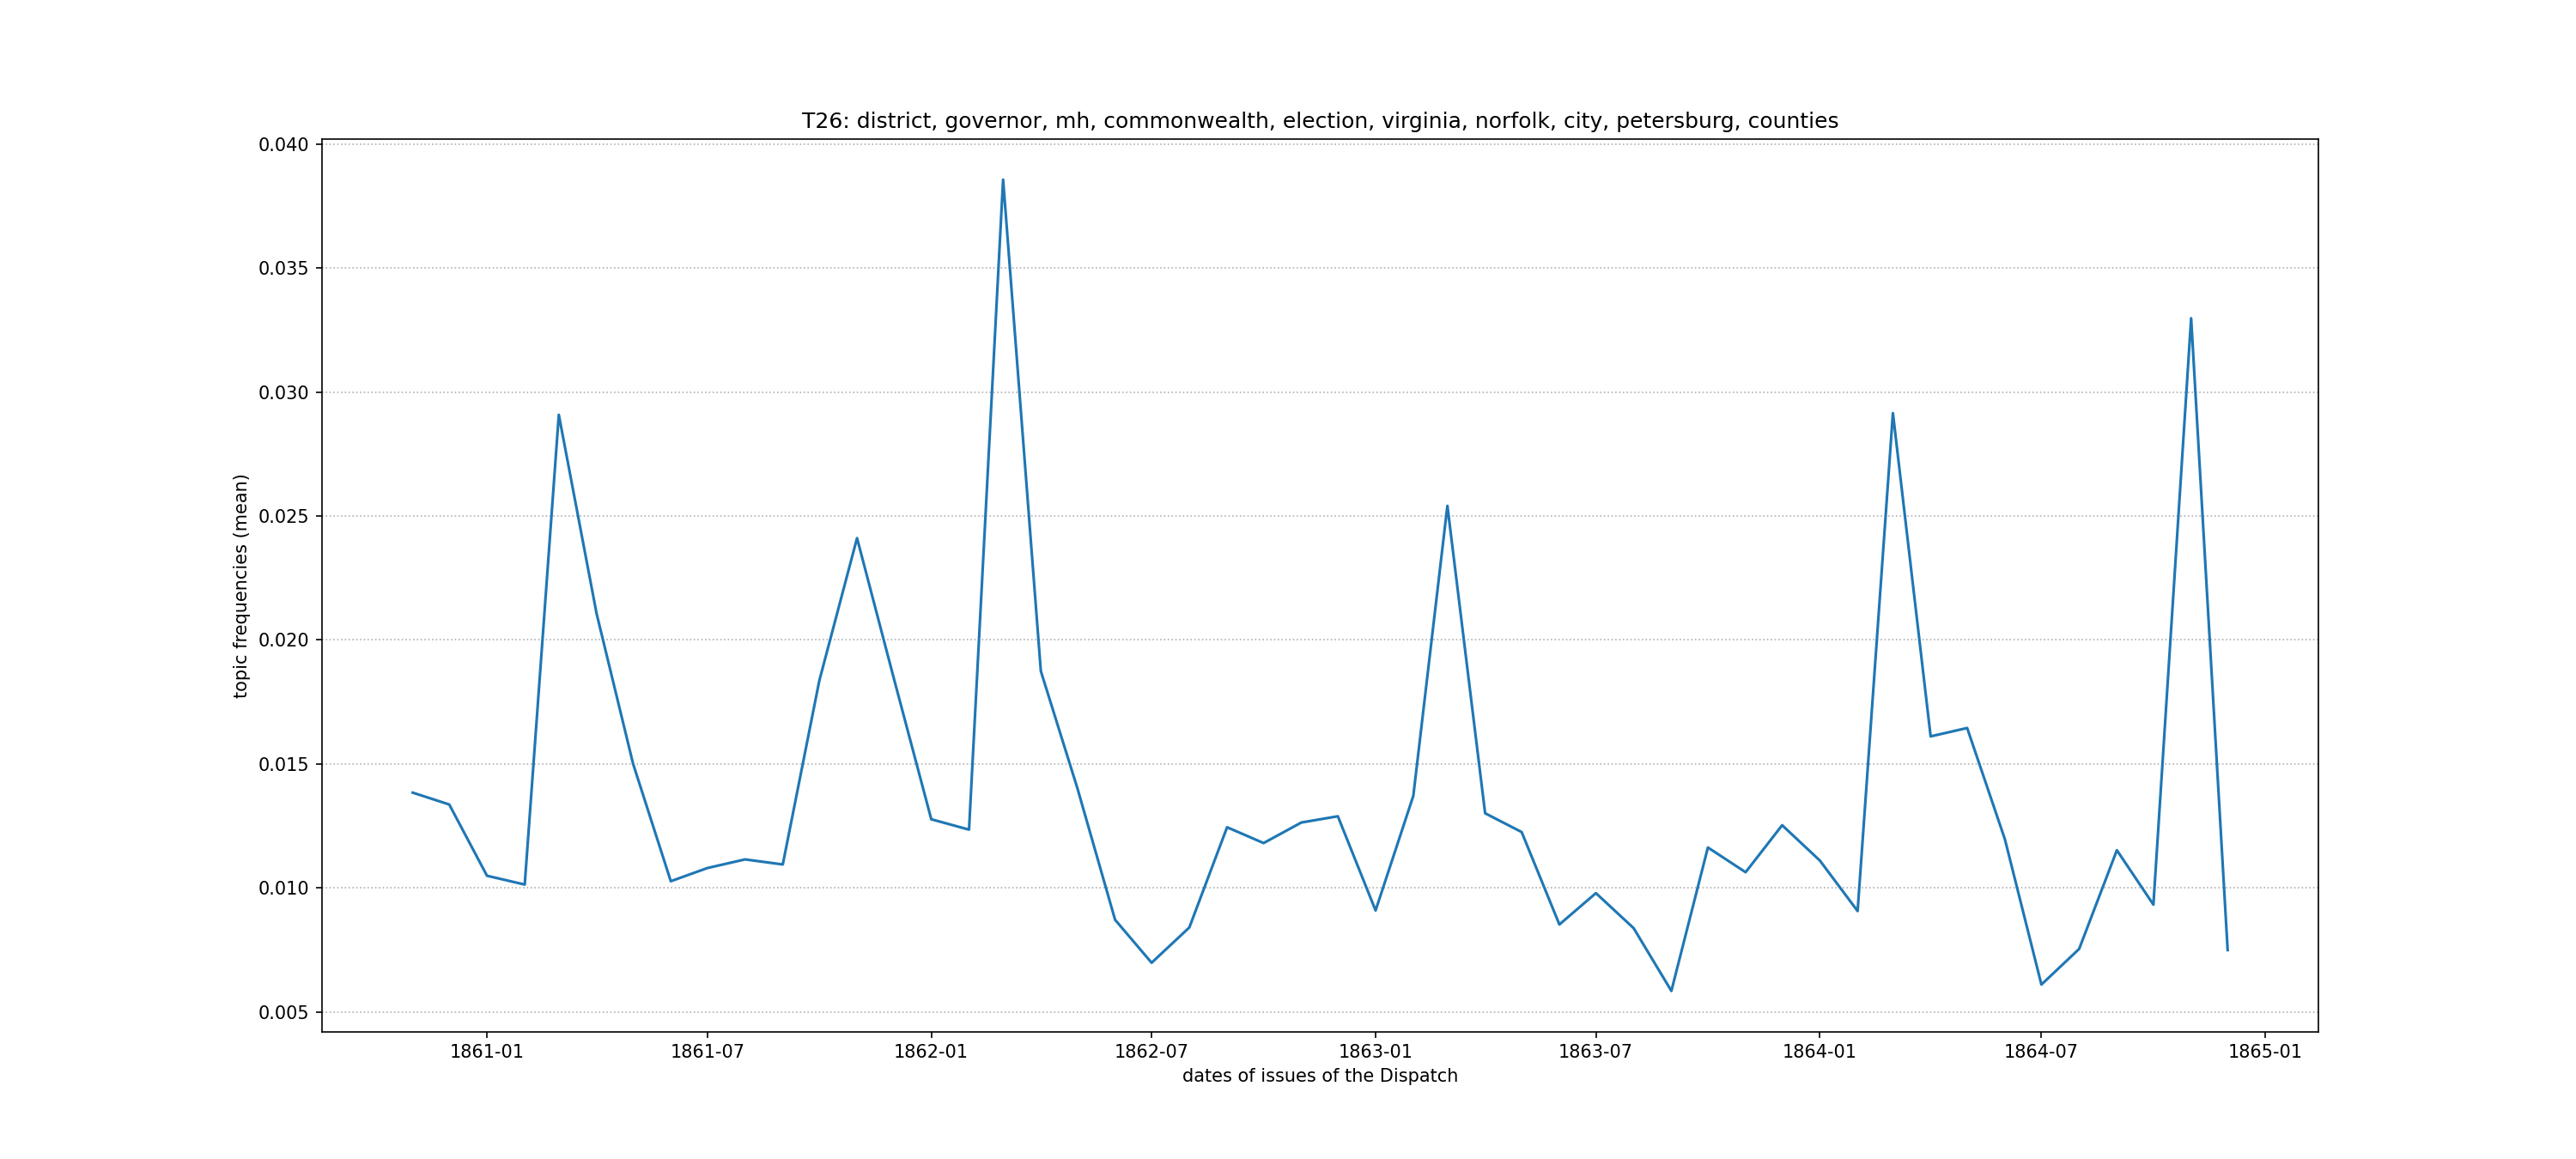 T26: district, governor, mh, commonwealth, election, virginia, norfolk, city, petersburg, counties
0.040
0.035
0.030
0.025
0.020
0.015
0.010
0.005
topic frequencies (mean)
1861-01 1861-07 1862-01 1862-07 1863-01 1863-07 1864-01 1864-07 1865-01
dates of issues of the Dispatch